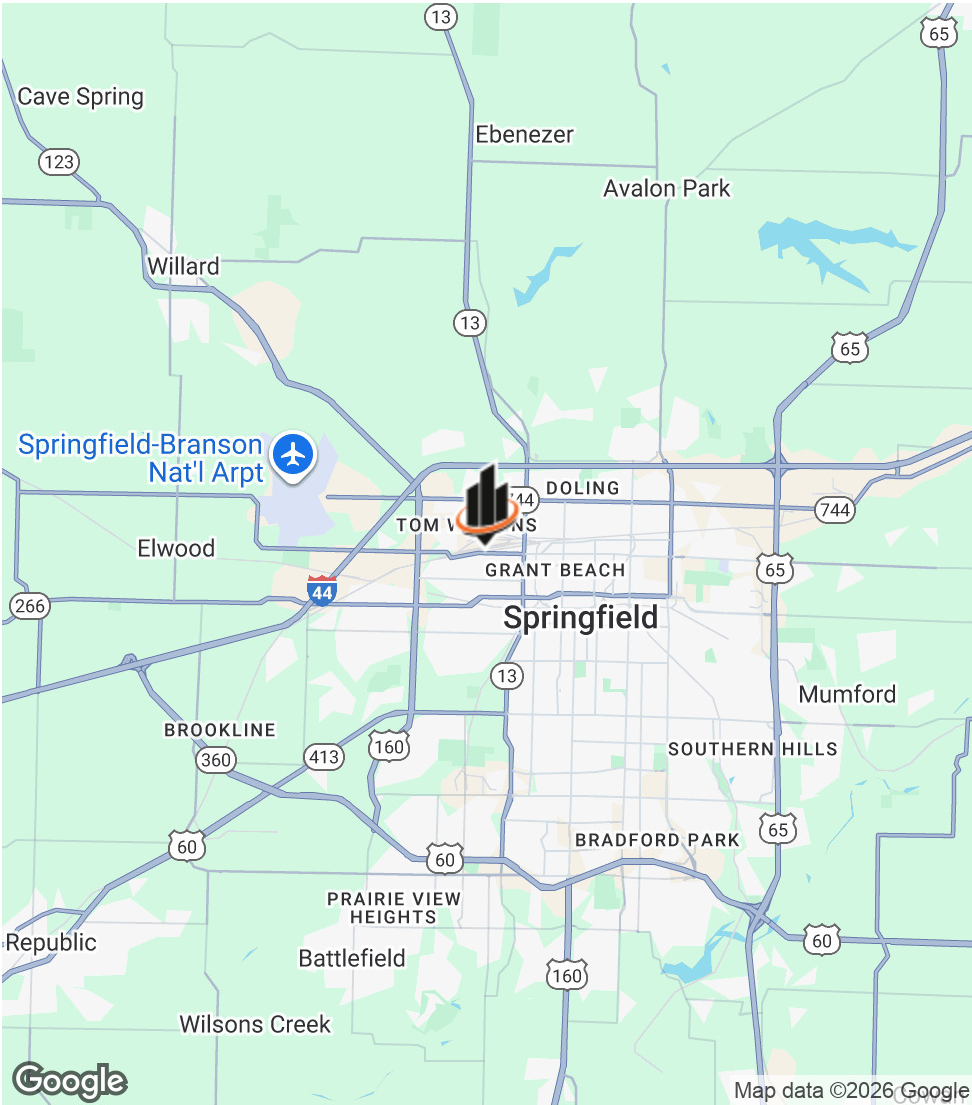 13
65
Cave Spring
Ebenezer
123
Avalon Park
Willard
13
65
Springfield-Branson
Nat'l Arpt
DOLING
744
TOM
Elwood
GRANT BEACH
65
44
266
Springfield
13
Mumford
BROOKLINE
160
SOUTHERN HILLS
413
360
65
BRADFORD PARK
60
60
PRAIRIE VIEW
HEIGHTS
Republic
60
Battlefield
160
Wilsons Creek
Google
Map data ©2026 Google